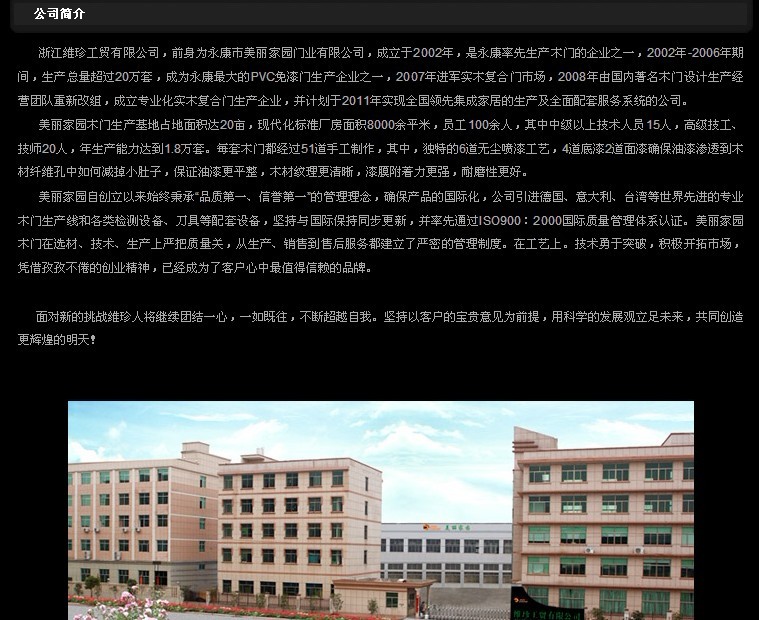 公司简介
浙江维珍工贸有限公司，前身为永康市美丽家园门业有限公司，成立于2002年，是永康率先生产木门的企业之一，2002年-2006年期
间，生产总量超过20万套，成为永康最大的PVC免漆门生产企业之一，2007年进军实木复合门市场，2008年由国内著名木门设计生产经
营团队重新改组，成立专业化实木复合门生产企业，并计划于2011年实现全国领先集成家居的生产及全面配套服务系统的公司。
美丽家园木门生产基地占地面积达20亩，现代化标准厂房面积8000余平米，员工100余人，其中中级以上技术人员15人，高级技工、
技师20人，年生产能力达到1.8万套。每套木门都经过51道手工制作，其中，独特的6道无尘喷漆工艺，4道底漆2道面漆确保油漆渗透到木
材纤维孔中如何减掉小肚子，保证油漆更平整，木材纹理更清晰，漆膜附着力更强，耐磨性更好。
美丽家园自创立以来始终秉承“品质第一、信誉第一”的管理理念，确保产品的国际化，公司引进德国、意大利、台湾等世界先进的专业
木门生产线和各类检测设备、刀具等配套设备，坚持与国际保持同步更新，并率先通过ISO900：2000国际质量管理体系认证。美丽家园
木门在选材、技术、生产上严把质量关，从生产、销售到售后服务都建立了严密的管理制度。在工艺上。技术勇于突破，积极开拓市场，
凭借孜孜不倦的创业精神，已经成为了客户心中最值得信赖的品牌。
面对新的挑战维珍人将继续团结一心，一如既往，不断超越自我。坚持以客户的宝贵意见为前提，用科学的发展观立足未来，共同创造
更辉煌的明天！
维珍工贸有限公司